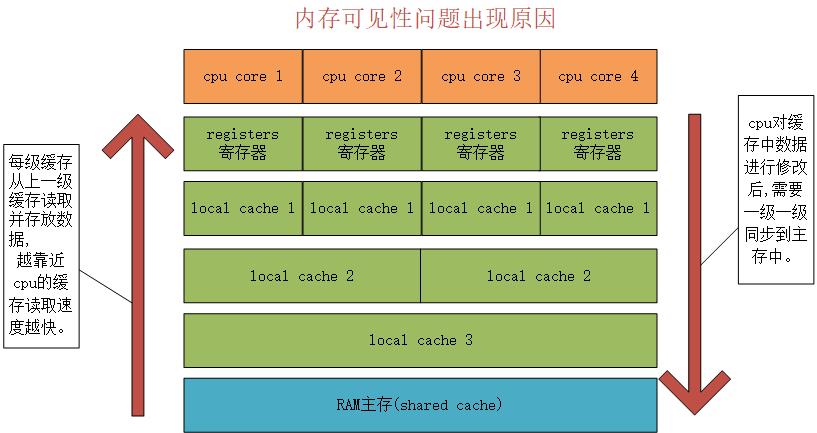 内存可见性问题出现原因
cpu core 1
cpu core 2
cpu core 3
cpu core 4
registers
寄存器
registers
寄存器
registers
寄存器
registers
寄存器
local cache 1
local cache 1
local cache 1
local cache 1
local cache 2
local cache 2
local cache 3
RAM主存(shared cache)
每级缓存
从上一级
缓存读取
并存放数
据,
越靠近
cpu的缓
存读取速
度越快。
cpu对缓
存中数据
进行修改
后,需要
一级一级
同步到主
存中。